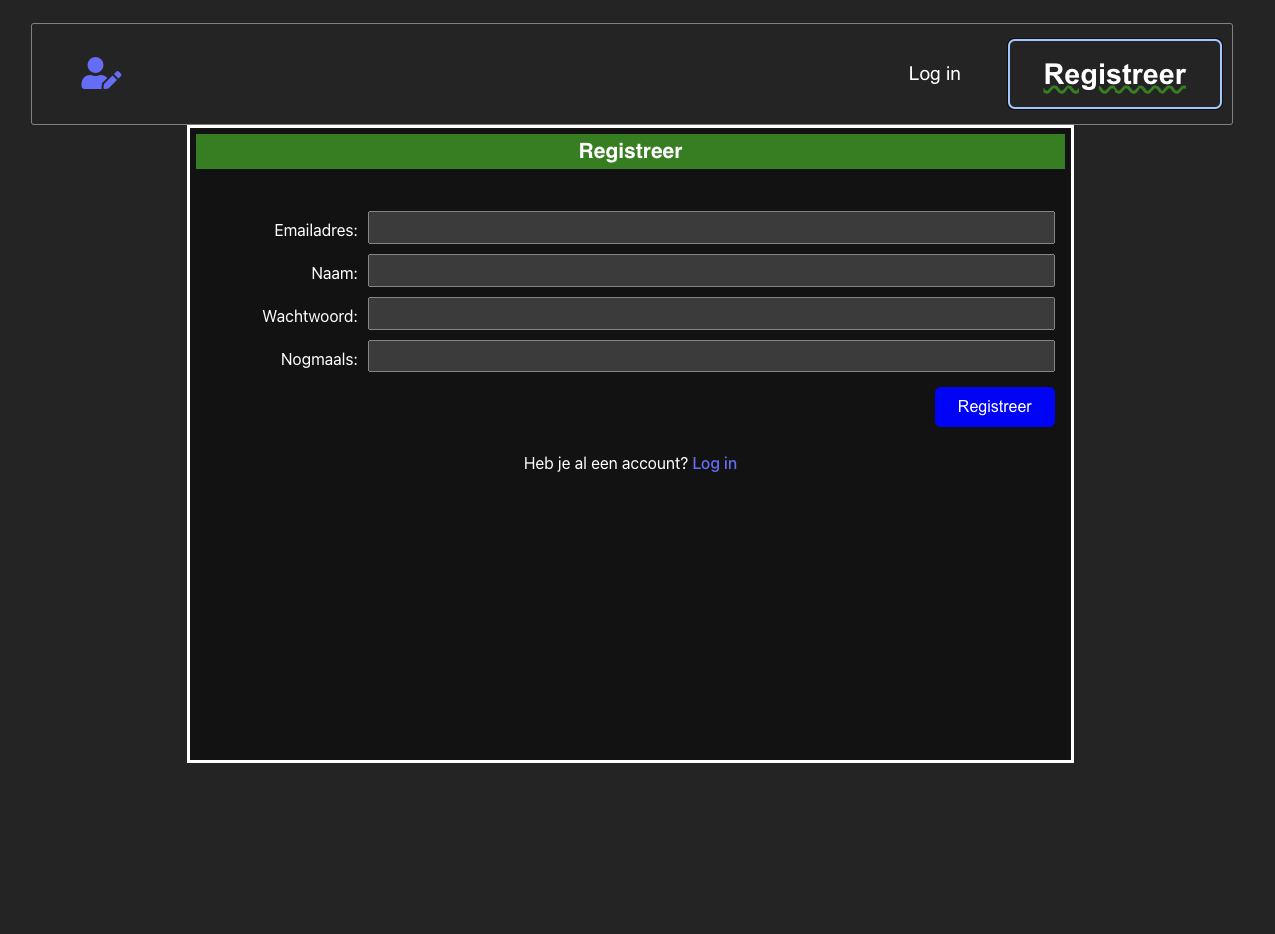 Log in
Registreer
Registreer
Emailadres:
Naam:
Wachtwoord:
Nogmaals:
Registreer
Heb je al een account? Log in